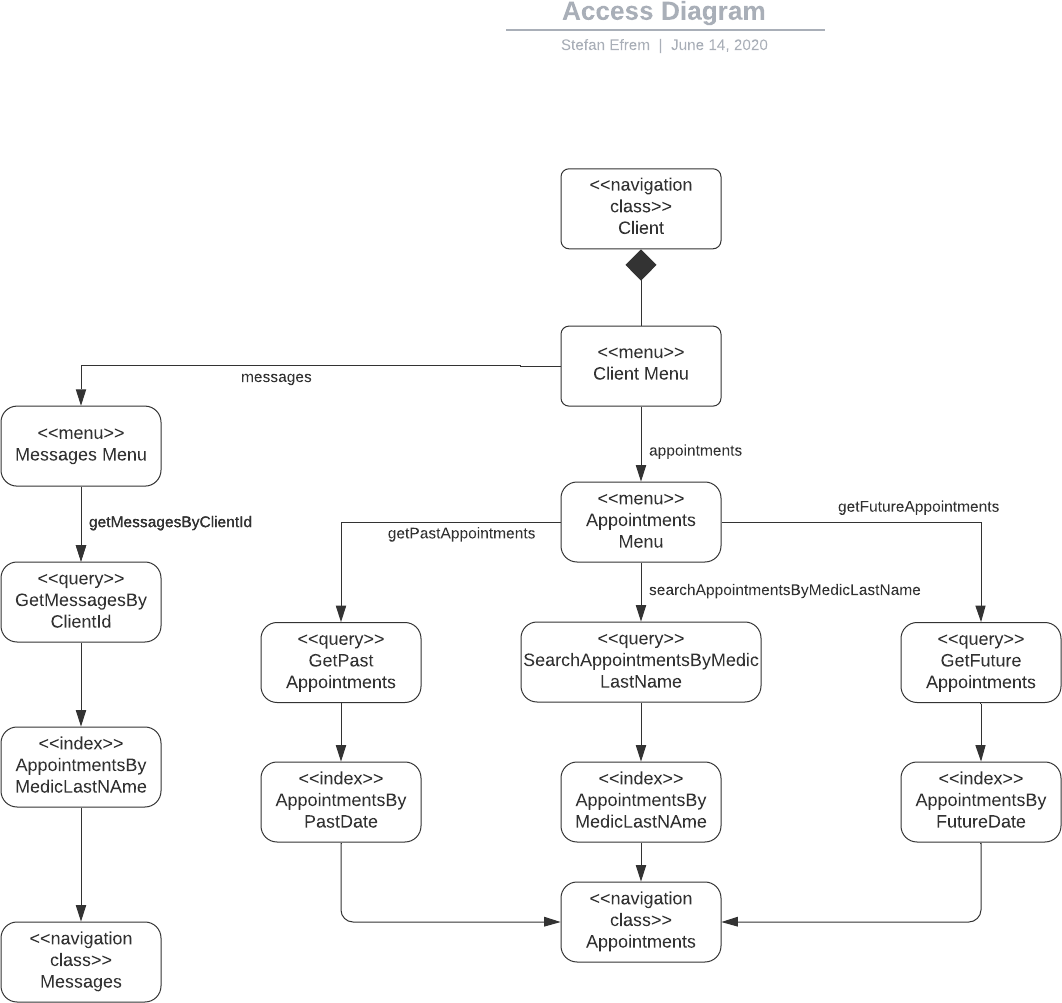 Access Diagram
Stefan Efrem | June 14, 2020
<<navigation
class>>
Client
<<menu>>
Client Menu
messages
<<menu>>
Messages Menu
appointments
<<menu>>
Appointments
Menu
getMessagesByClientId
getPastAppointments
getFutureAppointments
searchAppointmentsByMedicLastName
<<query>>
GetMessagesBy
ClientId
<<query>>
GetPast
Appointments
<<query>>
SearchAppointmentsByMedic
LastName
<<query>>
GetFuture
Appointments
<<index>>
AppointmentsBy
MedicLastNAme
<<index>>
AppointmentsBy
PastDate
<<index>>
AppointmentsBy
MedicLastNAme
<<index>>
AppointmentsBy
FutureDate
<<navigation
class>>
Messages
<<navigation
class>>
Appointments